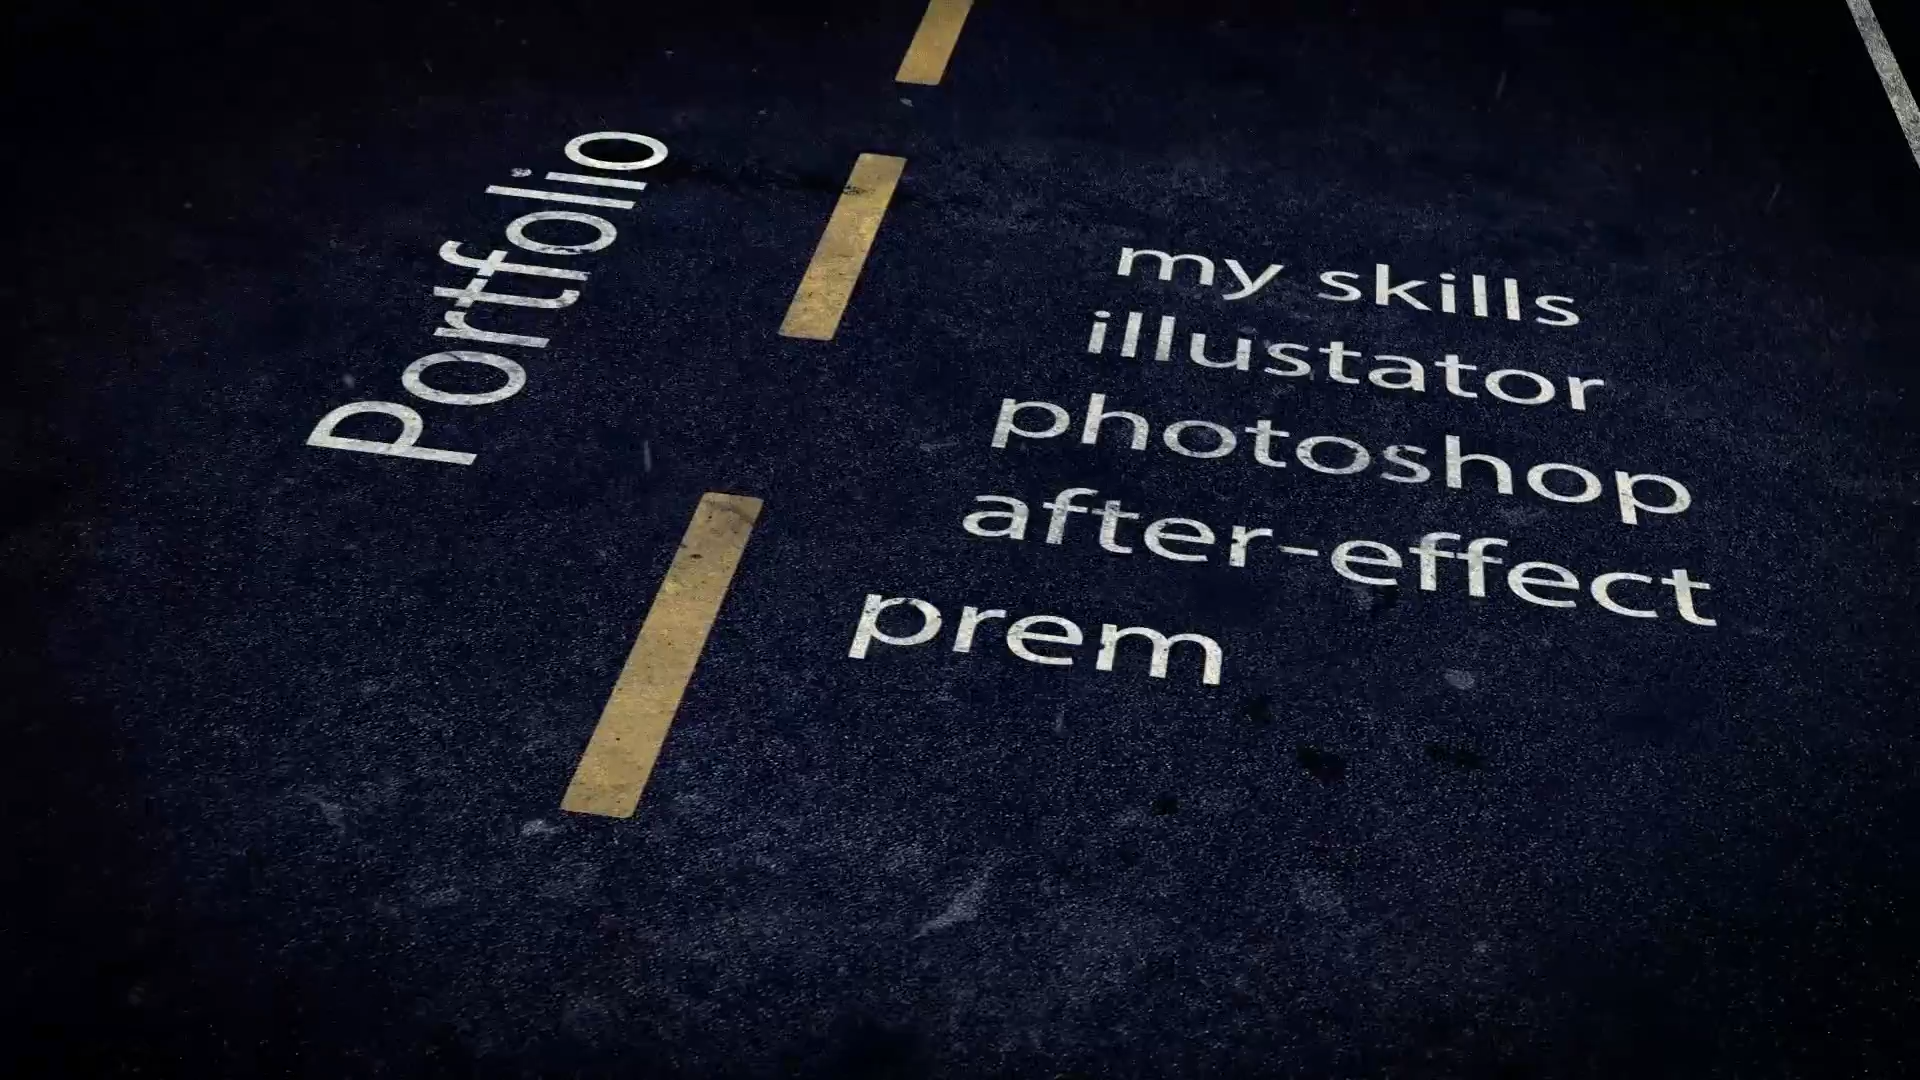 Portfolio
my skills
illustator
photoshop
after-effect
prem